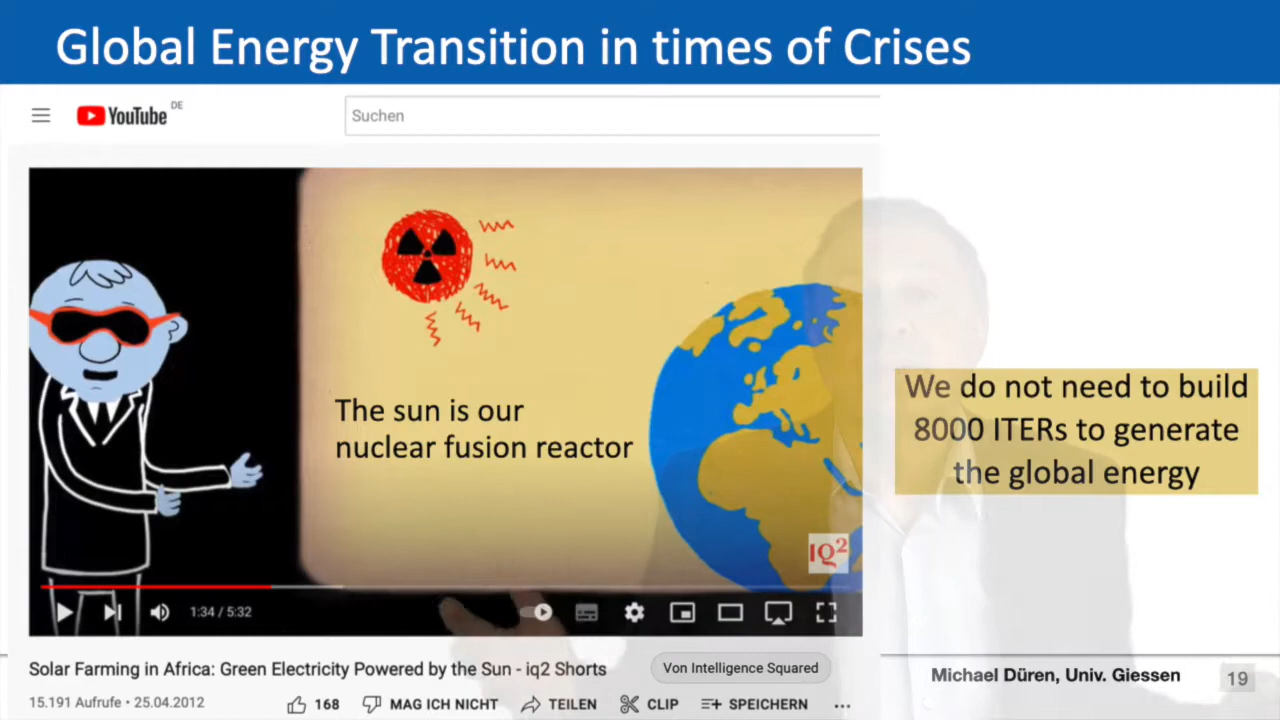 Global Energy Transition in times of Crises
YouTube DE
Suchen
The sun is our
nuclear fusion reactor
IQ²
We do not need to build
8000 ITERs to generate
the global energy
1:34 / 5:32
Solar Farming in Africa: Green Electricity Powered by the Sun - iq2 Shorts
Von Intelligence Squared
15.191 Aufrufe • 25.04.2012
168 MAG ICH NICHT TEILEN CLIP SPEICHERN
Michael Düren, Univ. Giessen
19